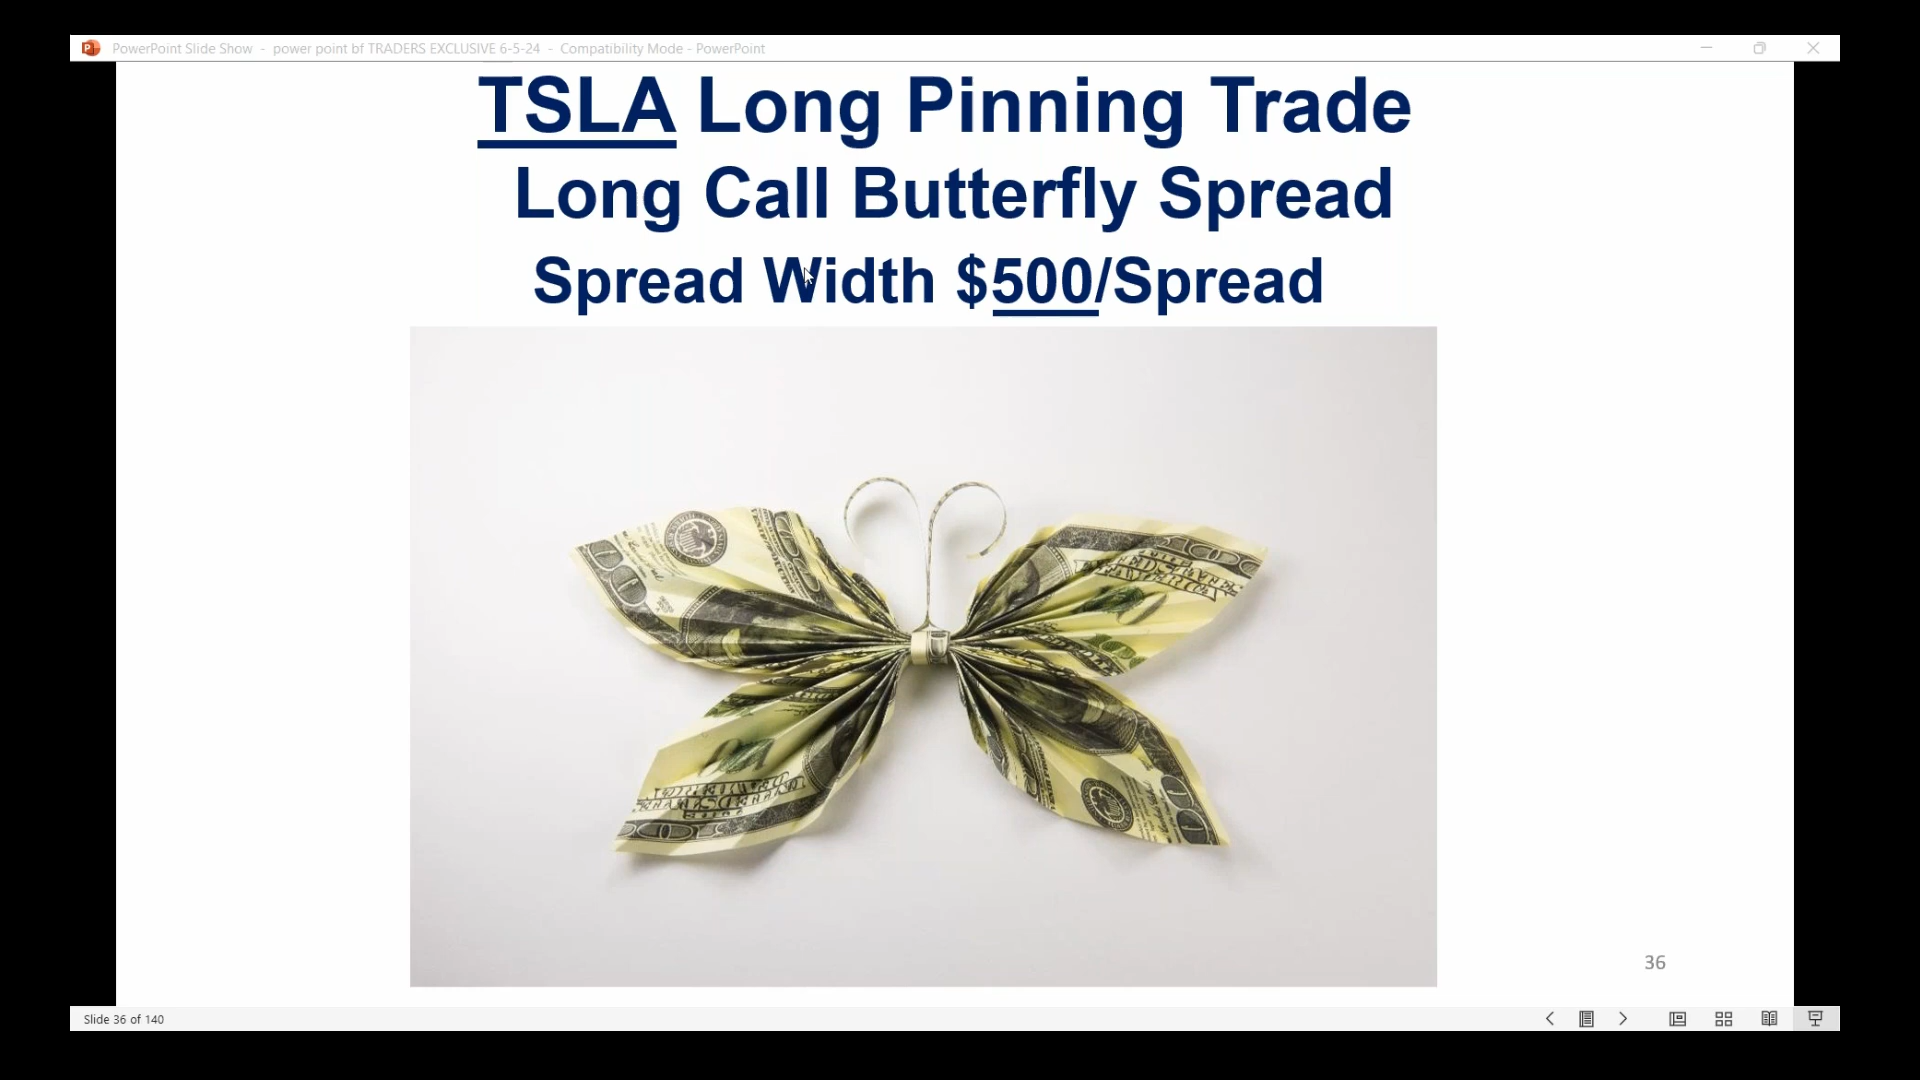 PowerPoint Slide Show - power point bf TRADERS EXCLUSIVE 6-5-24 - Compatibility Mode - PowerPoint
TSLA Long Pinning Trade
Long Call Butterfly Spread
Spread Width $500/Spread
36
Slide 36 of 140